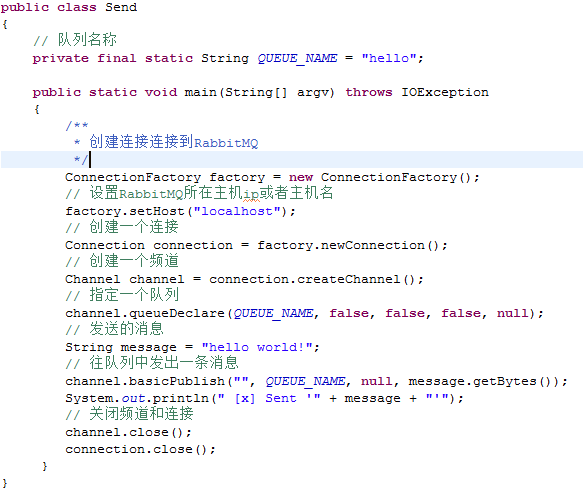 public class Send
{
    // 队列名称
    private final static String QUEUE_NAME = "hello";

    public static void main(String[] argv) throws IOException
    {
        /**
         * 创建连接连接到RabbitMQ
         */
        ConnectionFactory factory = new ConnectionFactory();
        // 设置RabbitMQ所在主机ip或者主机名
        factory.setHost("localhost");
        // 创建一个连接
        Connection connection = factory.newConnection();
        // 创建一个频道
        Channel channel = connection.createChannel();
        // 指定一个队列
        channel.queueDeclare(QUEUE_NAME, false, false, false, null);
        // 发送的消息
        String message = "hello world!";
        // 往队列中发出一条消息
        channel.basicPublish("", QUEUE_NAME, null, message.getBytes());
        System.out.println(" [x] Sent '" + message + "'");
        // 关闭频道和连接
        channel.close();
        connection.close();
     }
}